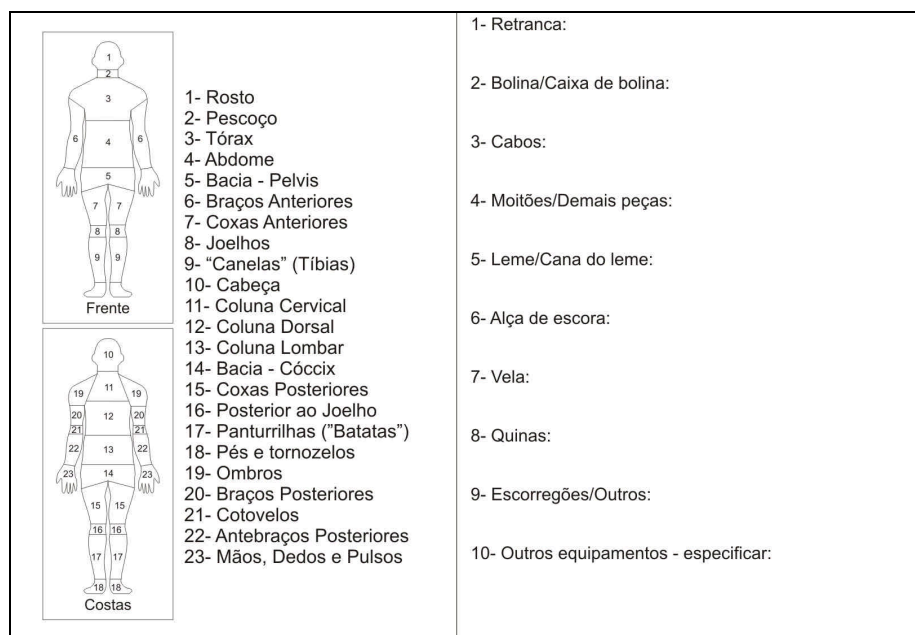 1
2
3
6 6
4
5
7 7
8 8
9 9
Frente
10
19 19
11
20 12 20
21 21
22 13 22
23 14 23
15 15
16 16
17 17
18 18
Costas
1- Rosto
2- Pescoço
3- Tórax
4- Abdome
5- Bacia - Pelvis
6- Braços Anteriores
7- Coxas Anteriores
8- Joelhos
9- “Canelas” (Tíbias)
10- Cabeça
11- Coluna Cervical
12- Coluna Dorsal
13- Coluna Lombar
14- Bacia - Cóccix
15- Coxas Posteriores
16- Posterior ao Joelho
17- Panturrilhas (”Batatas”)
18- Pés e tornozelos
19- Ombros
20- Braços Posteriores
21- Cotovelos
22- Antebraços Posteriores
23- Mãos, Dedos e Pulsos
1- Retranca:
2- Bolina/Caixa de bolina:
3- Cabos:
4- Moitões/Demais peças:
5- Leme/Cana do leme:
6- Alça de escora:
7- Vela:
8- Quinas:
9- Escorregões/Outros:
10- Outros equipamentos - especificar: